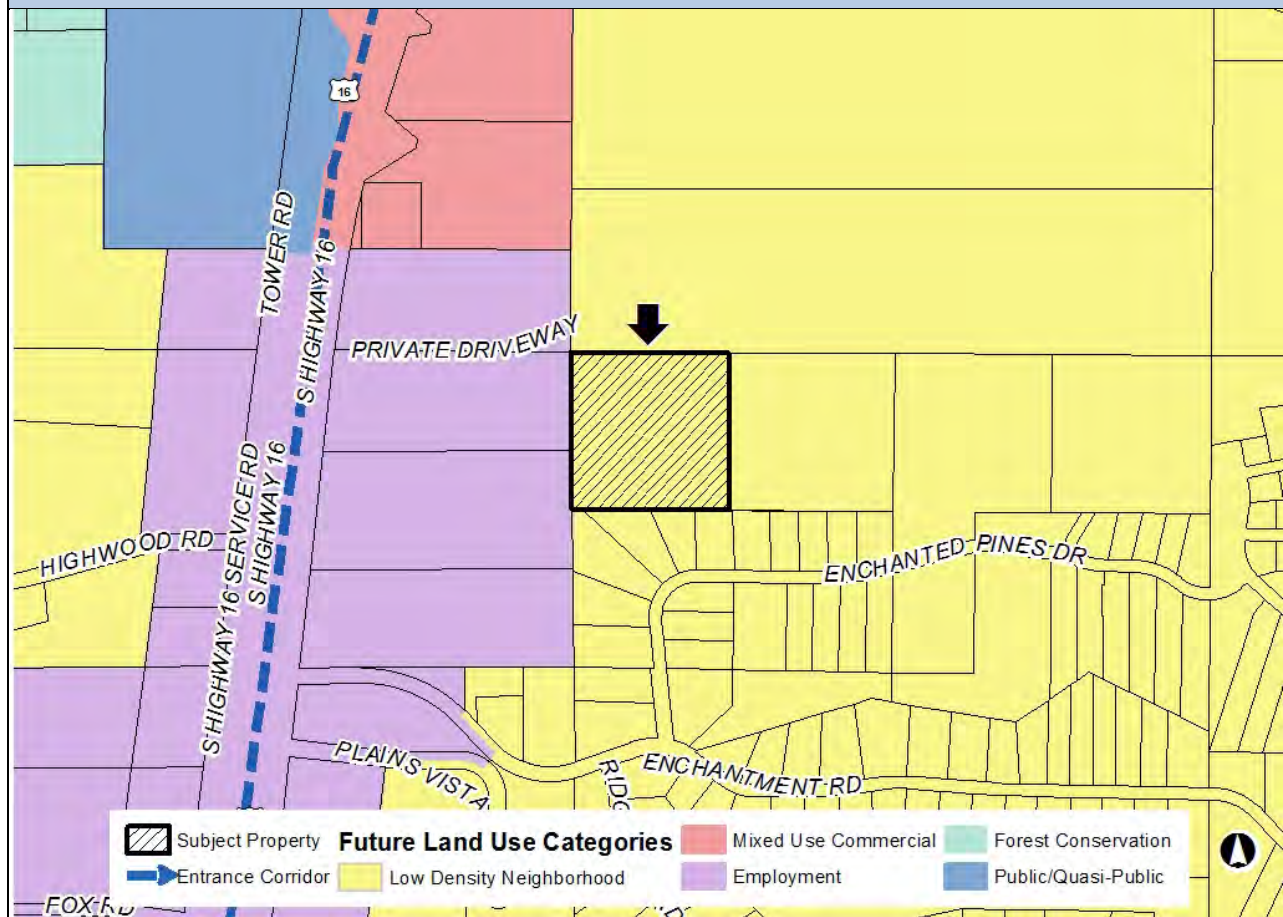 16
TOWER RD
S HIGHWAY 16
PRIVATE DRIVEWAY
S HIGHWAY 16 SERVICE RD
S HIGHWAY 16
HIGHWOOD RD
ENCHANTED PINES DR
PLAINS VISTA
ENCHANTMENT RD
Subject Property
Future Land Use Categories
Mixed Use Commercial
Forest Conservation
Entrance Corridor
Low Density Neighborhood
Employment
Public/Quasi-Public
FOX RD